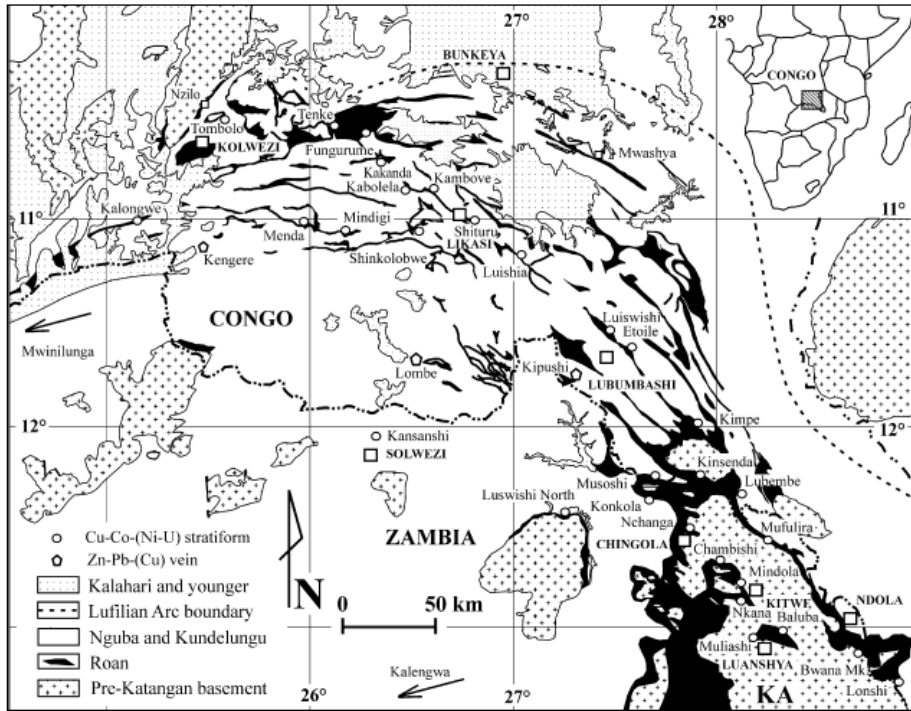 27°
28°
BUNKEYA
CONGO
Nzilo
Tenke
Tombolo
KOLWEZI
Fungurume
Mwashya
Kakanda
Kabolela
Kambove
11°
11°
Kalongwe
Mindigi
Menda
Shituru
LIKASI
Kengere
Shinkolobwe
Luishia
CONGO
Luiswishi
Etoile
Mwinilunga
Kipushi
Lombe
LUBUMBASHI
12°
12°
Kimpe
Kansanshi
SOLWEZI
Kinsenda
Musoshi
Lubembe
Luswishi North
Konkola
Nchanga
Mufulira
ZAMBIA
CHINGOLA
Chambishi
Mindola
N
0 50 km
KITWE
NDOLA
Nkana
Baluba
Muliashi
LUANSHYA
Bwana Mk.
Kalengwa
KA
Lonshi
26°
27°
Cu-Co-(Ni-U) stratiform
Zn-Pb-(Cu) vein
Kalahari and younger
Lufilian Arc boundary
Nguba and Kundelungu
Roan
Pre-Katangan basement